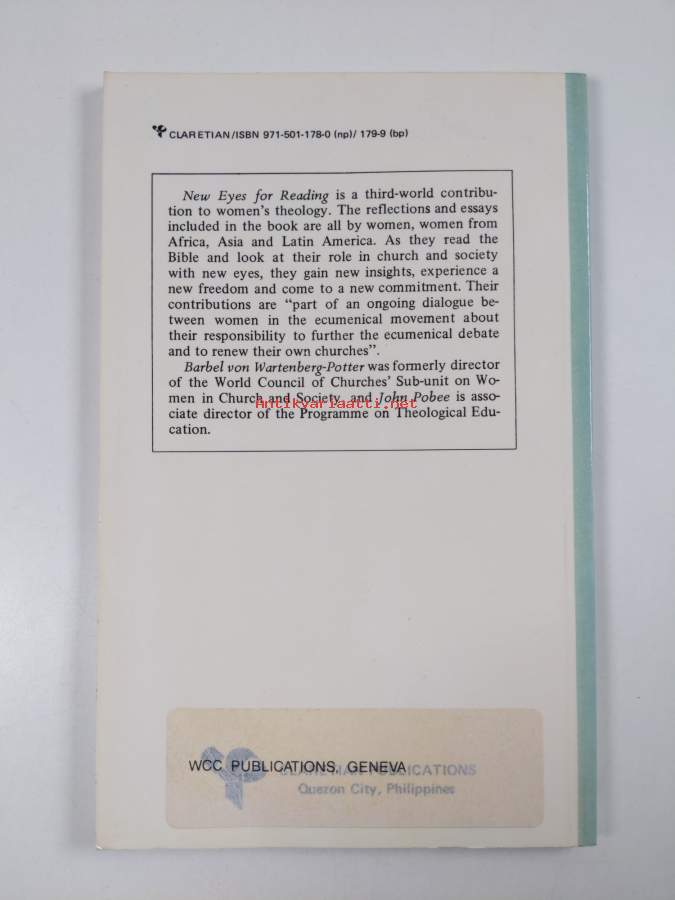 CLARETIAN/ISBN 971-501-178-0 (np)/ 179-9 (bp)
New Eyes for Reading is a third-world contribu-
tion to women's theology. The reflections and essays
included in the book are all by women, women from
Africa, Asia and Latin America. As they read the
Bible and look at their role in church and society
with new eyes, they gain new insights, experience a
new freedom and come to a new commitment. Their
contributions are “part of an ongoing dialogue be-
tween women in the ecumenical movement about
their responsibility to further the ecumenical debate
and to renew their own churches”.
Barbel von Wartenberg-Potter was formerly director
of the World Council of Churches' Sub-unit on Wo-
men in Church and Society, and John Pobee is asso-
Antikvariaatti.net
ciate director of the Programme on Theological Edu-
cation.
WCC PUBLICATIONS, GENEVA
CLARETIAN PUBLICATIONS
Quezon City, Philippines